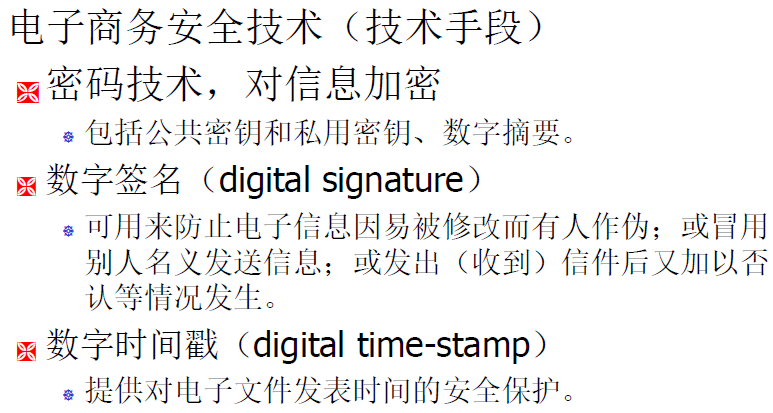 电子商务安全技术（技术手段）
密码技术，对信息加密
包括公共密钥和私用密钥、数字摘要。
数字签名（digital signature）
可用来防止电子信息因易被修改而有人作伪；或冒用
别人名义发送信息；或发出（收到）信件后又加以否
认等情况发生。
数字时间戳（digital time-stamp）
提供对电子文件发表时间的安全保护。